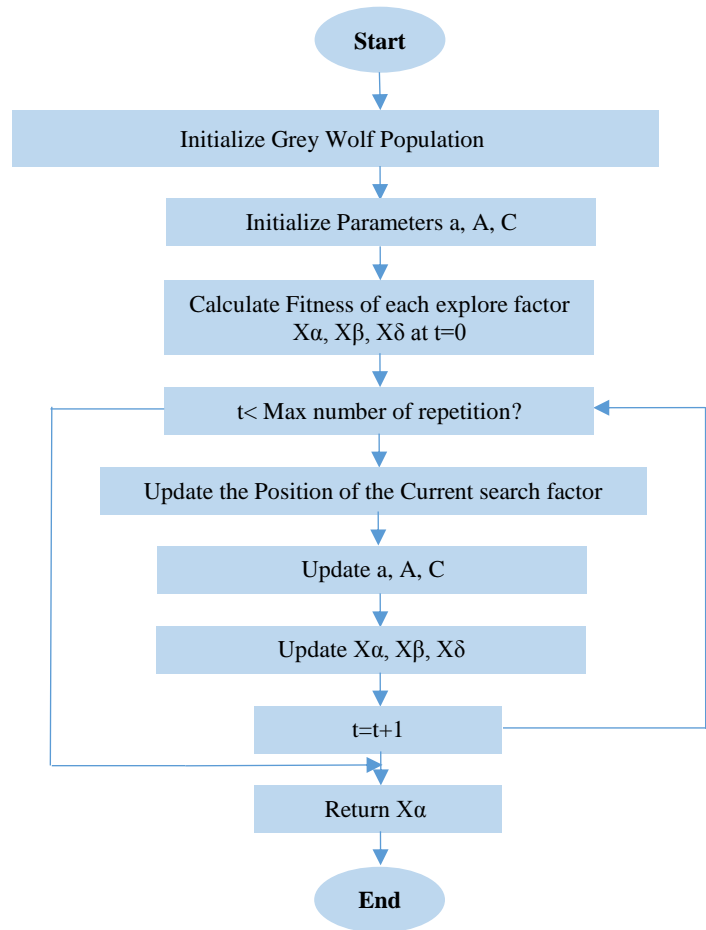 Start
Initialize Grey Wolf Population
Initialize Parameters a, A, C
Calculate Fitness of each explore factor
Xα, Xβ, Xδ at t=0
t< Max number of repetition?
Update the Position of the Current search factor
Update a, A, C
Update Xα, Xβ, Xδ
t=t+1
Return Xα
End